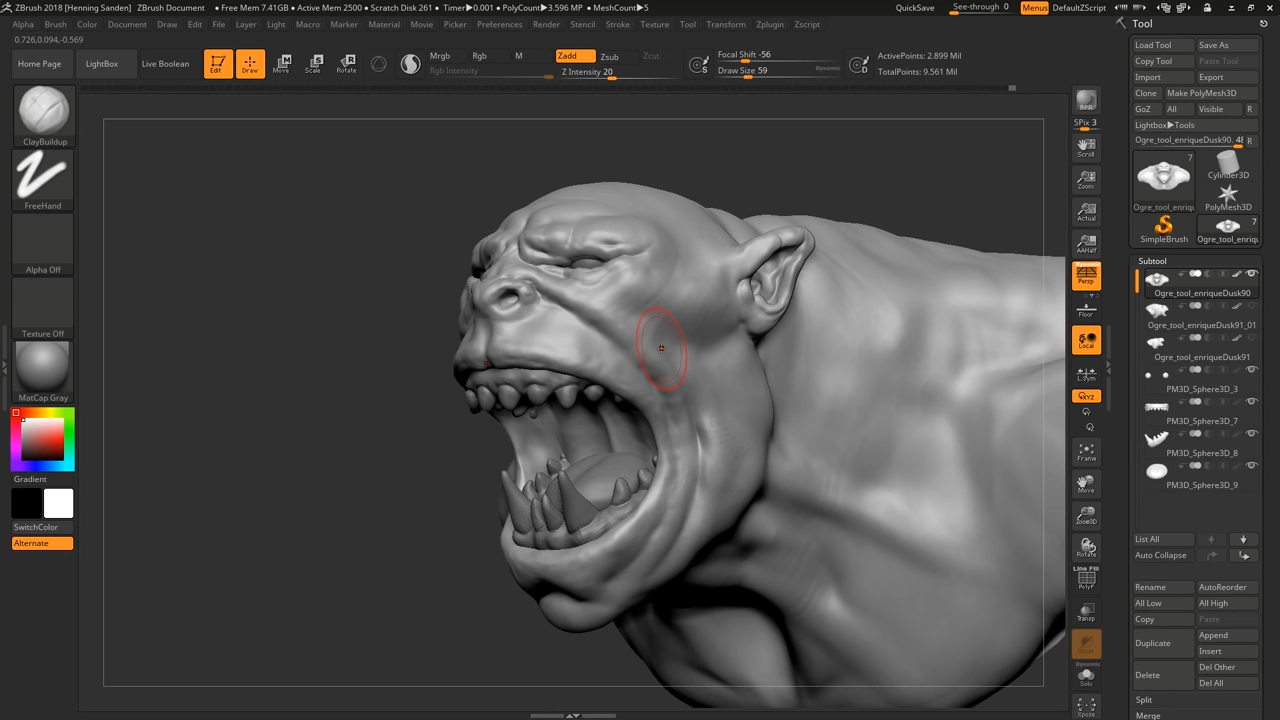 ZBrush 2018 [Henning Sanden] ZBrush Document • Free Mem 7.41GB • Active Mem 2500 • Scratch Disk 261 • Timer▶0.001 • PolyCount▶3.596 MP • MeshCount▶5 QuickSave See-through 0 Menus DefaultZScript
Alpha Brush Color Document Draw Edit File Layer Light Macro Marker Material Movie Picker Preferences Render Stencil Stroke Texture Tool Transform Zplugin Zscript
0.726,0.094,-0.569
Home Page LightBox Live Boolean
Edit Draw Move Scale Rotate
Mrgb Rgb M
Rgb Intensity
Zadd Zsub Zcut
Z Intensity 20
S
Focal Shift -56
Draw Size 59 Dynamic
D
ActivePoints: 2.899 Mil
TotalPoints: 9.561 Mil
ClayBuildup
FreeHand
Alpha Off
Texture Off
MatCap Gray
Gradient
SwitchColor
Alternate
BPR
SPix 3
Scroll
Zoom
Actual
AAHalf
Dynamic
Persp
Floor
Local
L.Sym
XYZ
Frame
Move
Zoom3D
Rotate
Line Fill
PolyF
Transp
Dynamic
Solo
Xpose
Tool
Load Tool Save As
Copy Tool Paste Tool
Import Export
Clone Make PolyMesh3D
GoZ All Visible R
Lightbox▶Tools
Ogre_tool_enriqueDusk90. 48 R
7
Ogre_tool_enriq
Cylinder3D
PolyMesh3D
SimpleBrush
7
Ogre_tool_enriq
Subtool
Ogre_tool_enriqueDusk90
Ogre_tool_enriqueDusk91_01
Ogre_tool_enriqueDusk91
PM3D_Sphere3D_3
PM3D_Sphere3D_7
PM3D_Sphere3D_8
PM3D_Sphere3D_9
List All
Auto Collapse
Rename AutoReorder
All Low All High
Copy Paste
Duplicate Append
Insert
Delete Del Other
Del All
Split
Merge